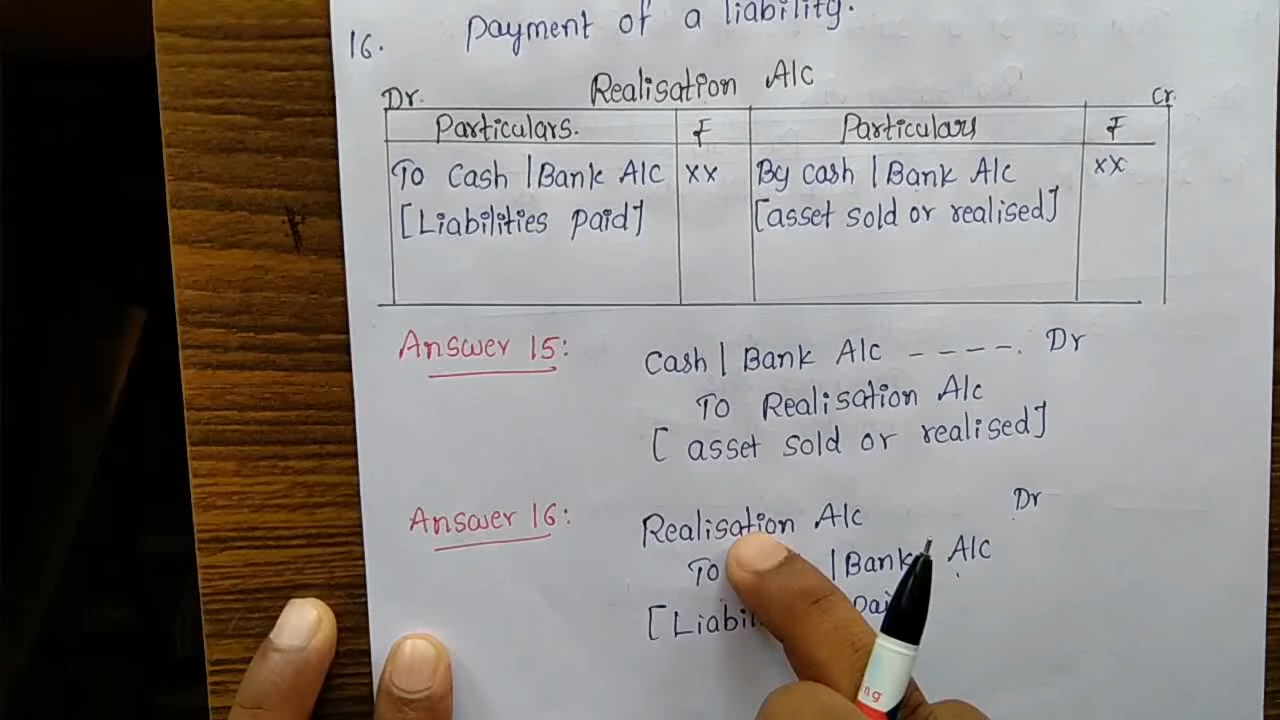 16. Payment of a liability.
Realisation A/c
Dr. Cr.
Particulars. ₹ Particulars ₹
To Cash | Bank A/c xx By cash | Bank A/c xx
[Liabilities paid] [asset sold or realised]
Answer 15: Cash | Bank A/c ----. Dr
To Realisation A/c
[asset sold or realised]
Answer 16: Realisation A/c Dr
To | Bank A/c
[
ng